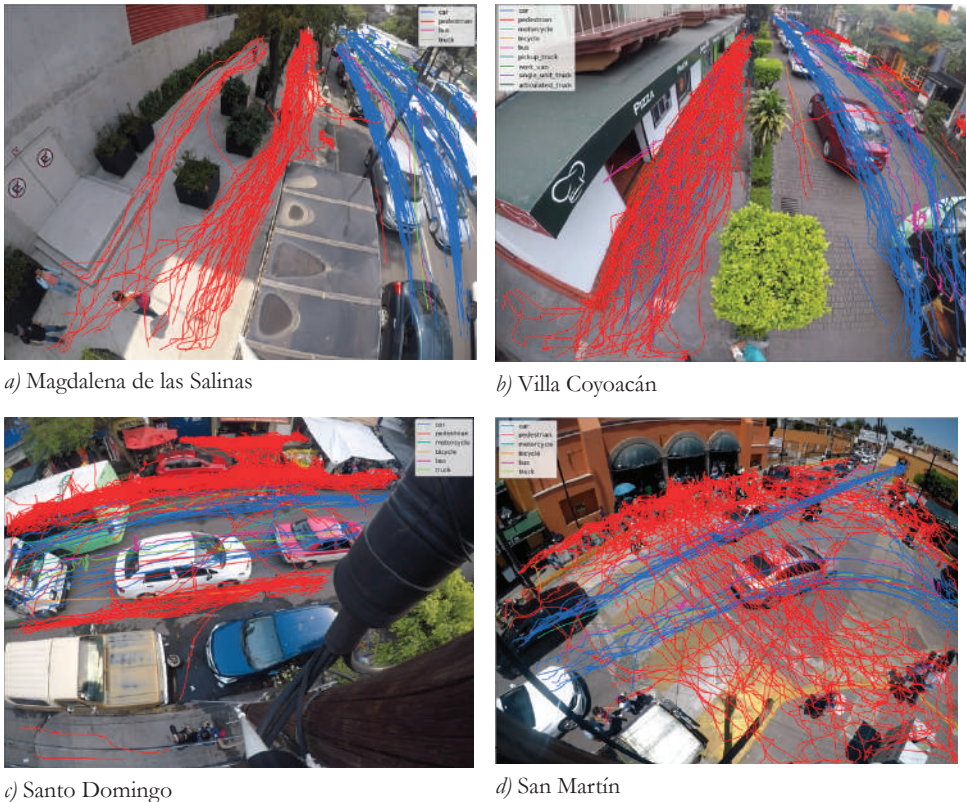 car
pedestrian
bus
truck
a) Magdalena de las Salinas
car
pedestrian
motorcycle
bicycle
bus
pickup_truck
work_van
single_unit_truck
articulated_truck
PIZZA
b) Villa Coyoacán
car
pedestrian
motorcycle
bicycle
bus
truck
c) Santo Domingo
car
pedestrian
motorcycle
bicycle
bus
truck
d) San Martín